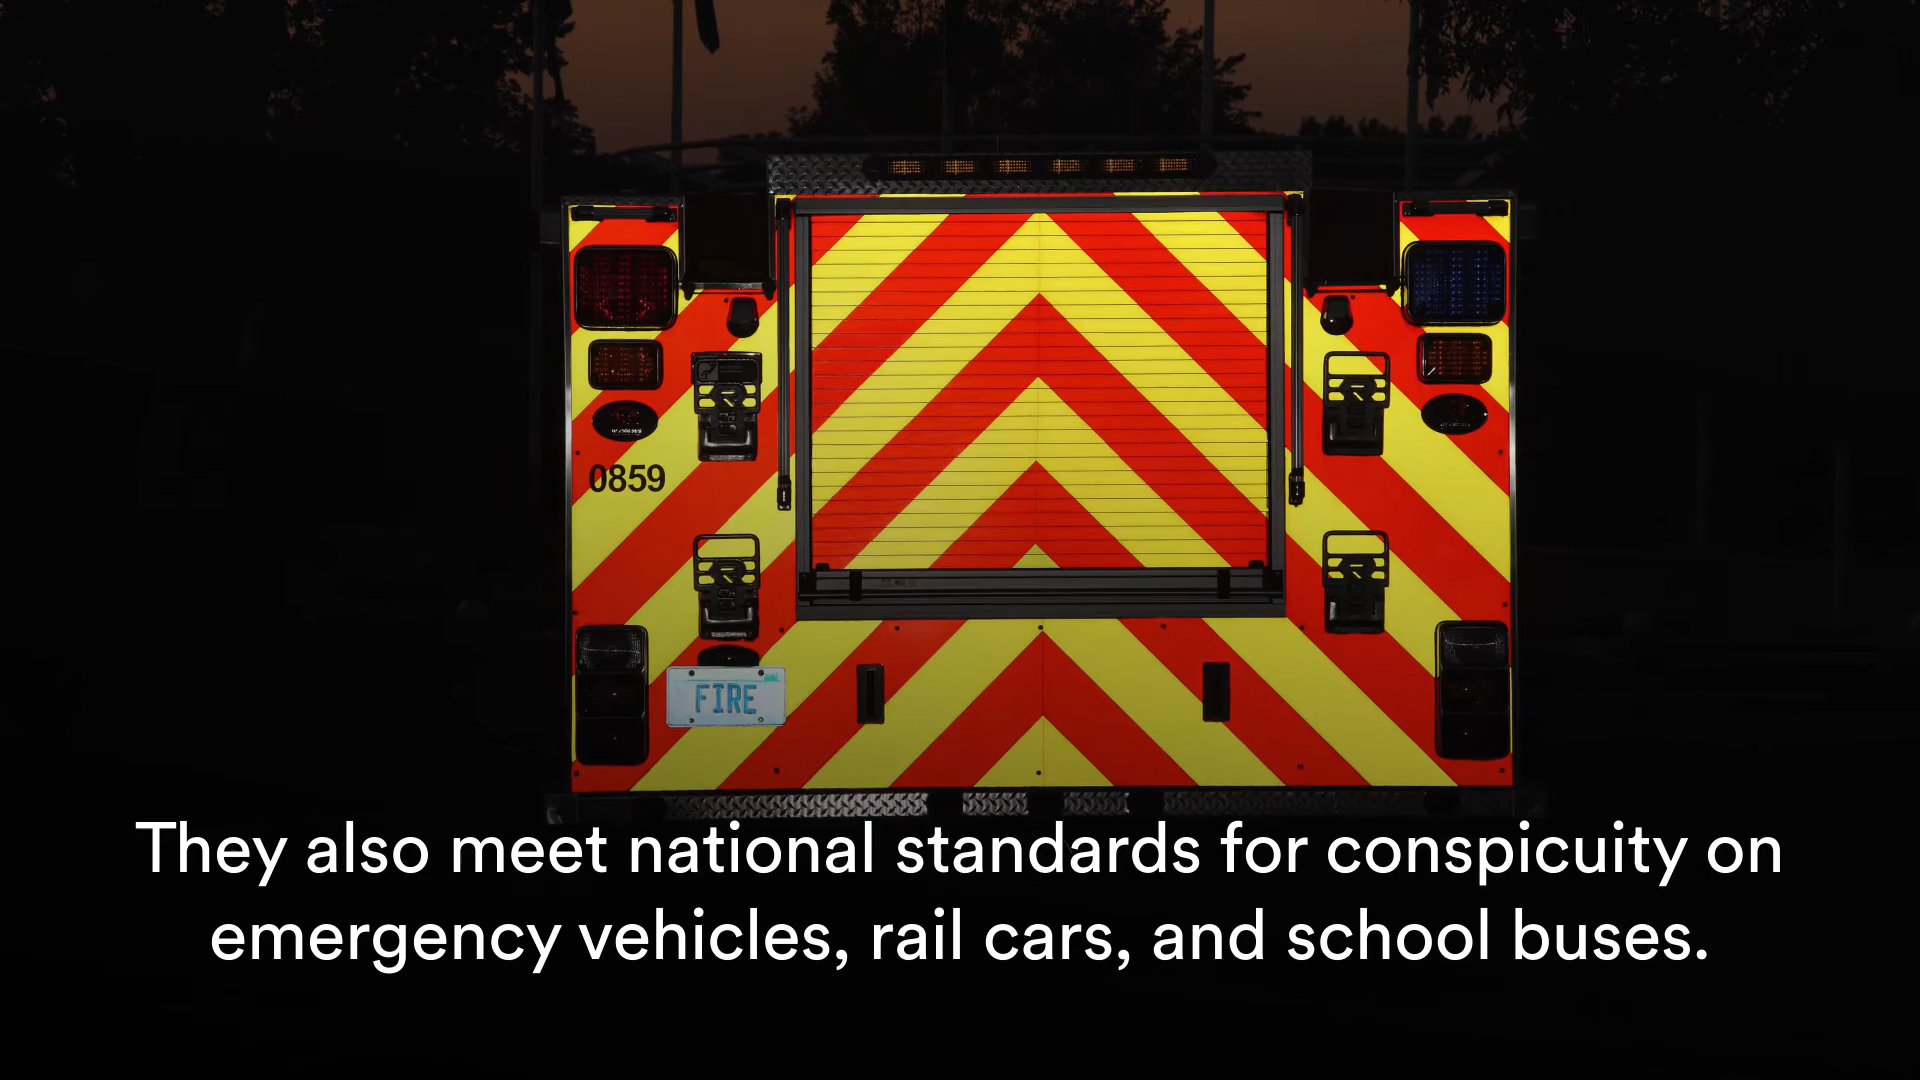 0859
FIRE
They also meet national standards for conspicuity on
emergency vehicles, rail cars, and school buses.